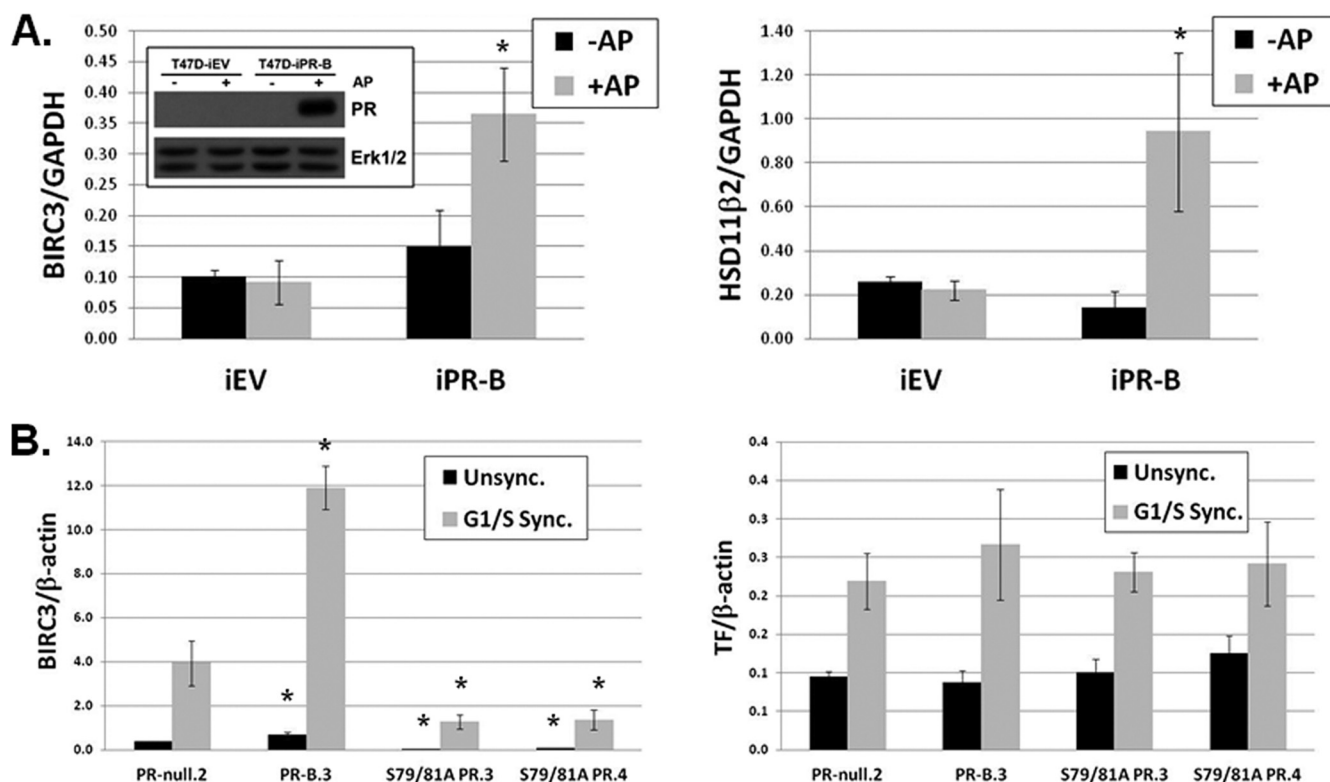 A.
BIRC3/GAPDH
0.50
0.45
0.40
0.35
0.30
0.25
0.20
0.15
0.10
0.05
0.00
T47D-iEV T47D-iPR-B
- + - + AP
PR
Erk1/2
*
-AP
+AP
iEV iPR-B
HSD11β2/GAPDH
1.40
1.20
1.00
0.80
0.60
0.40
0.20
0.00
*
-AP
+AP
iEV iPR-B
B.
BIRC3/β-actin
14.0
12.0
10.0
8.0
6.0
4.0
2.0
0.0
*
* * * * *
Unsync.
G1/S Sync.
PR-null.2 PR-B.3 S79/81A PR.3 S79/81A PR.4
TF/β-actin
0.4
0.4
0.3
0.3
0.2
0.2
0.1
0.1
0.0
Unsync.
G1/S Sync.
PR-null.2 PR-B.3 S79/81A PR.3 S79/81A PR.4